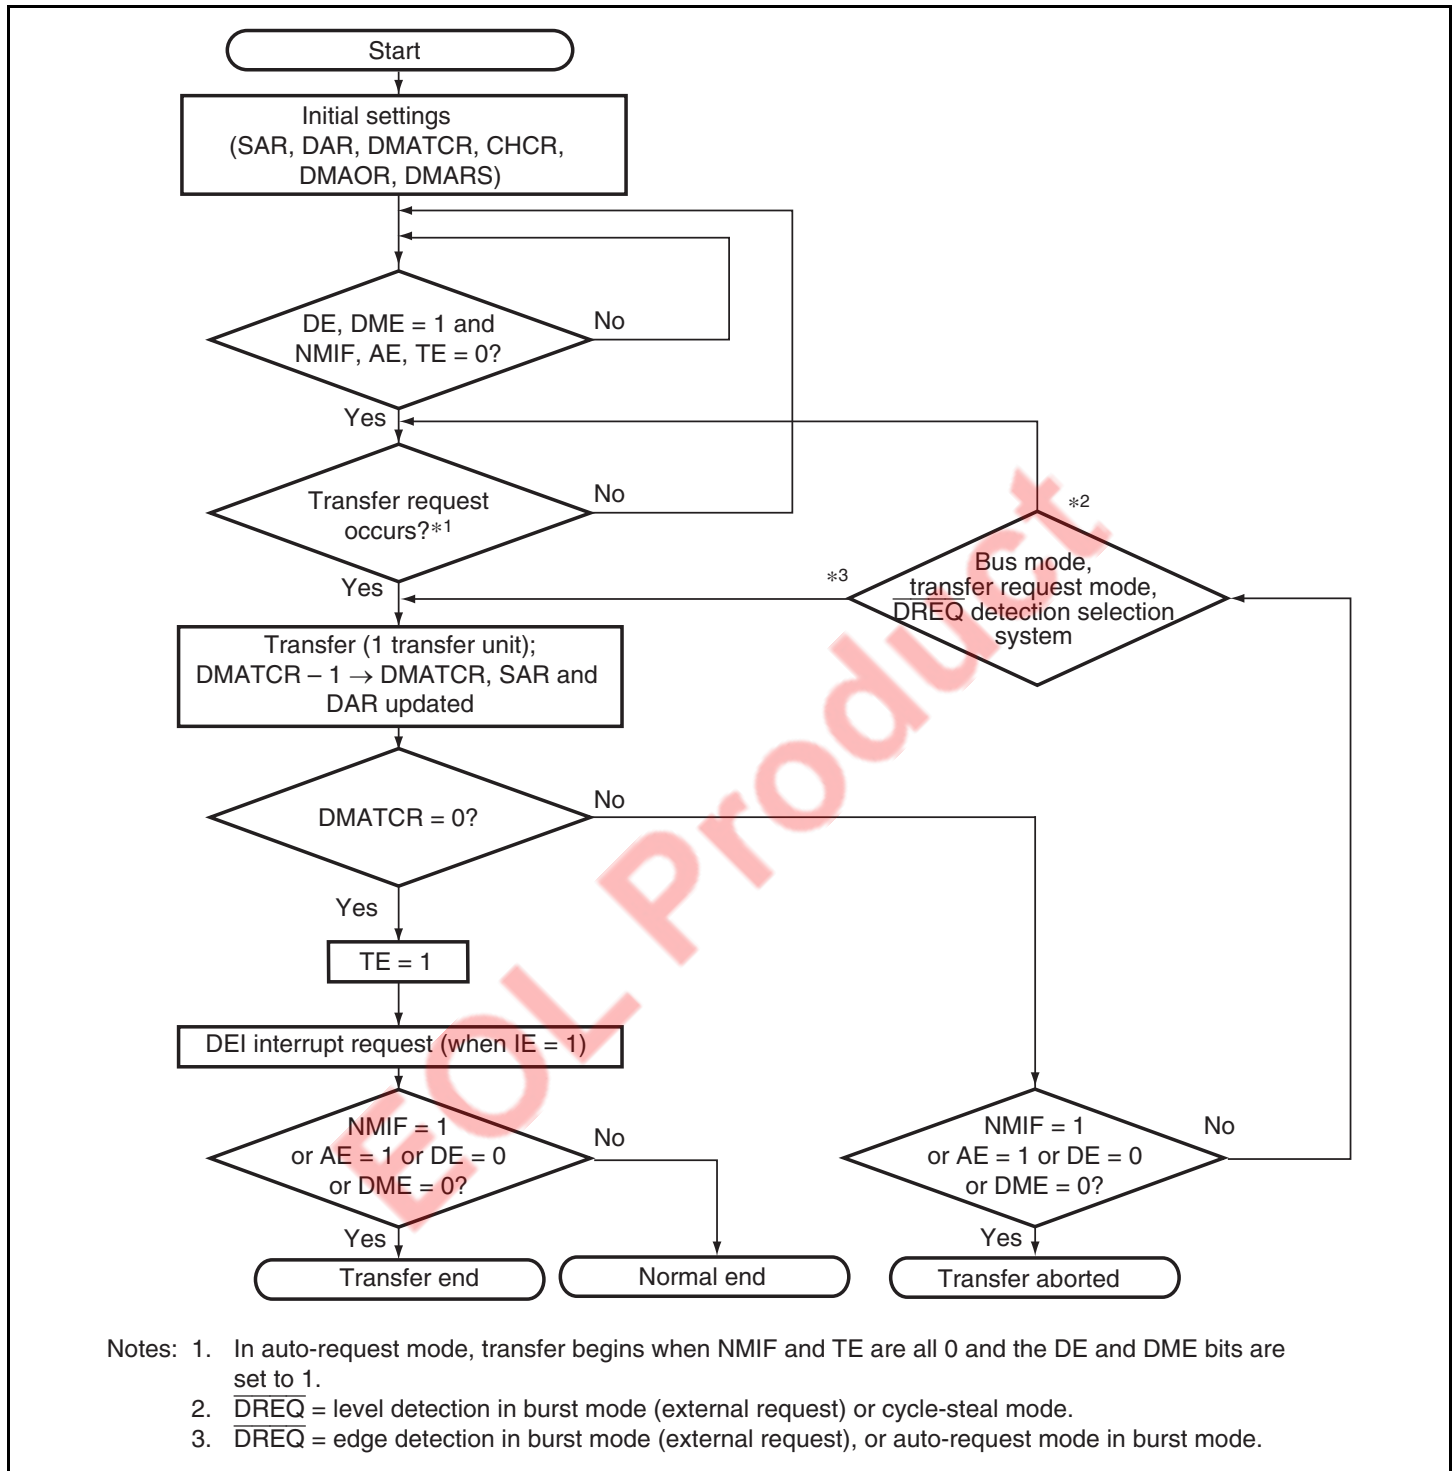 Start
Initial settings
(SAR, DAR, DMATCR, CHCR,
DMAOR, DMARS)
DE, DME = 1 and
NMIF, AE, TE = 0?
No
Yes
Transfer request
occurs?*1
No
Yes
*2
*3
Bus mode,
transfer request mode,
DREQ detection selection
system
Transfer (1 transfer unit);
DMATCR – 1 → DMATCR, SAR and
DAR updated
DMATCR = 0?
No
Yes
TE = 1
DEI interrupt request (when IE = 1)
NMIF = 1
or AE = 1 or DE = 0
or DME = 0?
No
Yes
NMIF = 1
or AE = 1 or DE = 0
or DME = 0?
No
Yes
Transfer end
Normal end
Transfer aborted
EOL Product
Notes: 1. In auto-request mode, transfer begins when NMIF and TE are all 0 and the DE and DME bits are
set to 1.
2. DREQ = level detection in burst mode (external request) or cycle-steal mode.
3. DREQ = edge detection in burst mode (external request), or auto-request mode in burst mode.